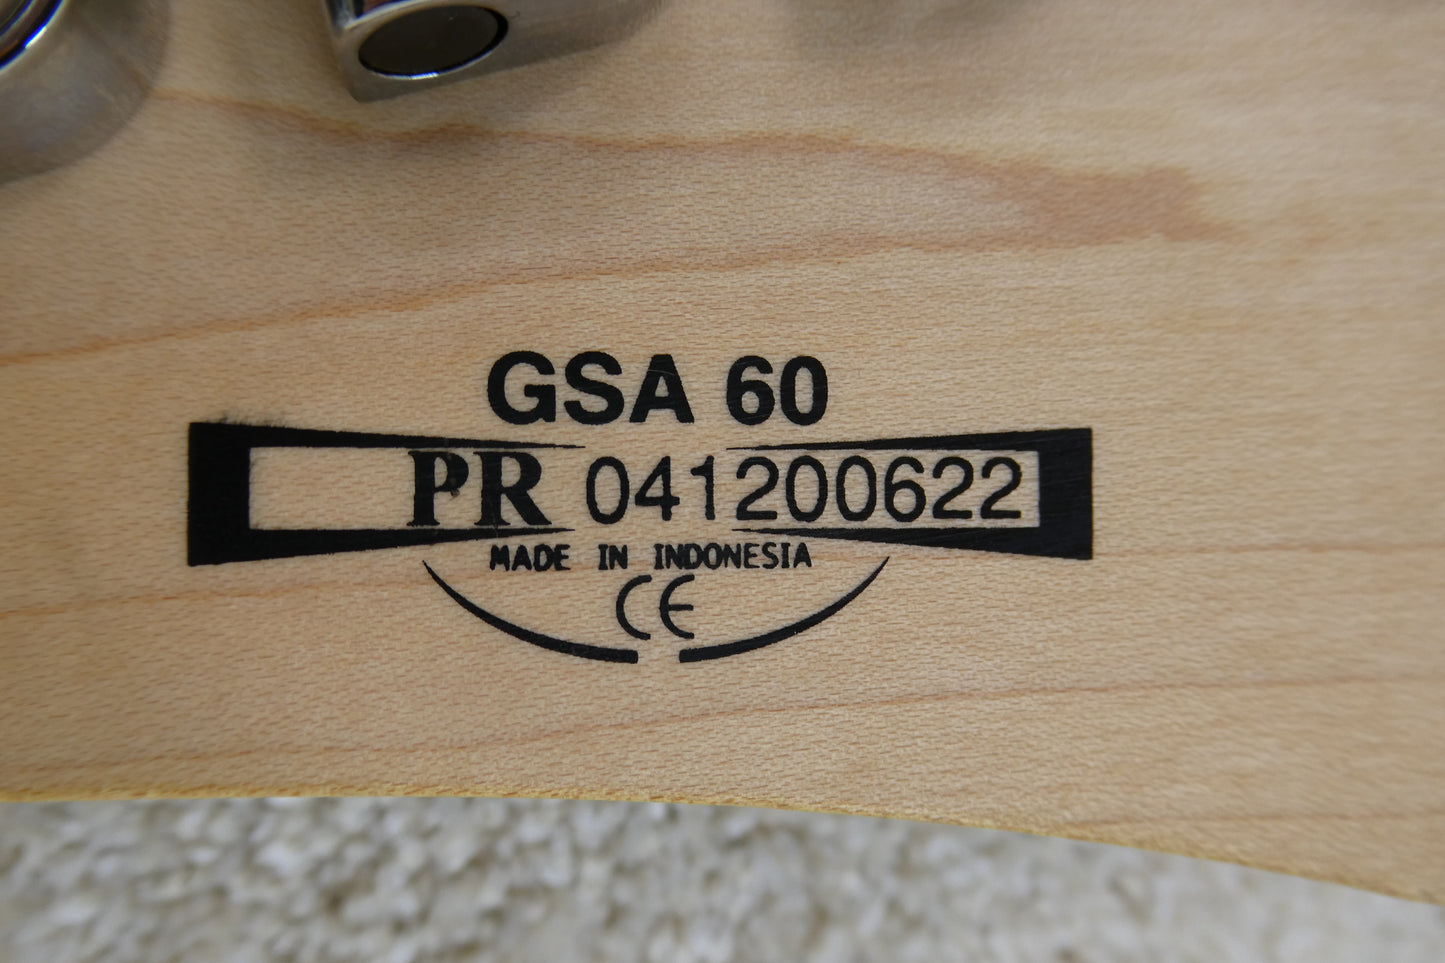 GSA 60
PR 041200622
MADE IN INDONESIA
CE